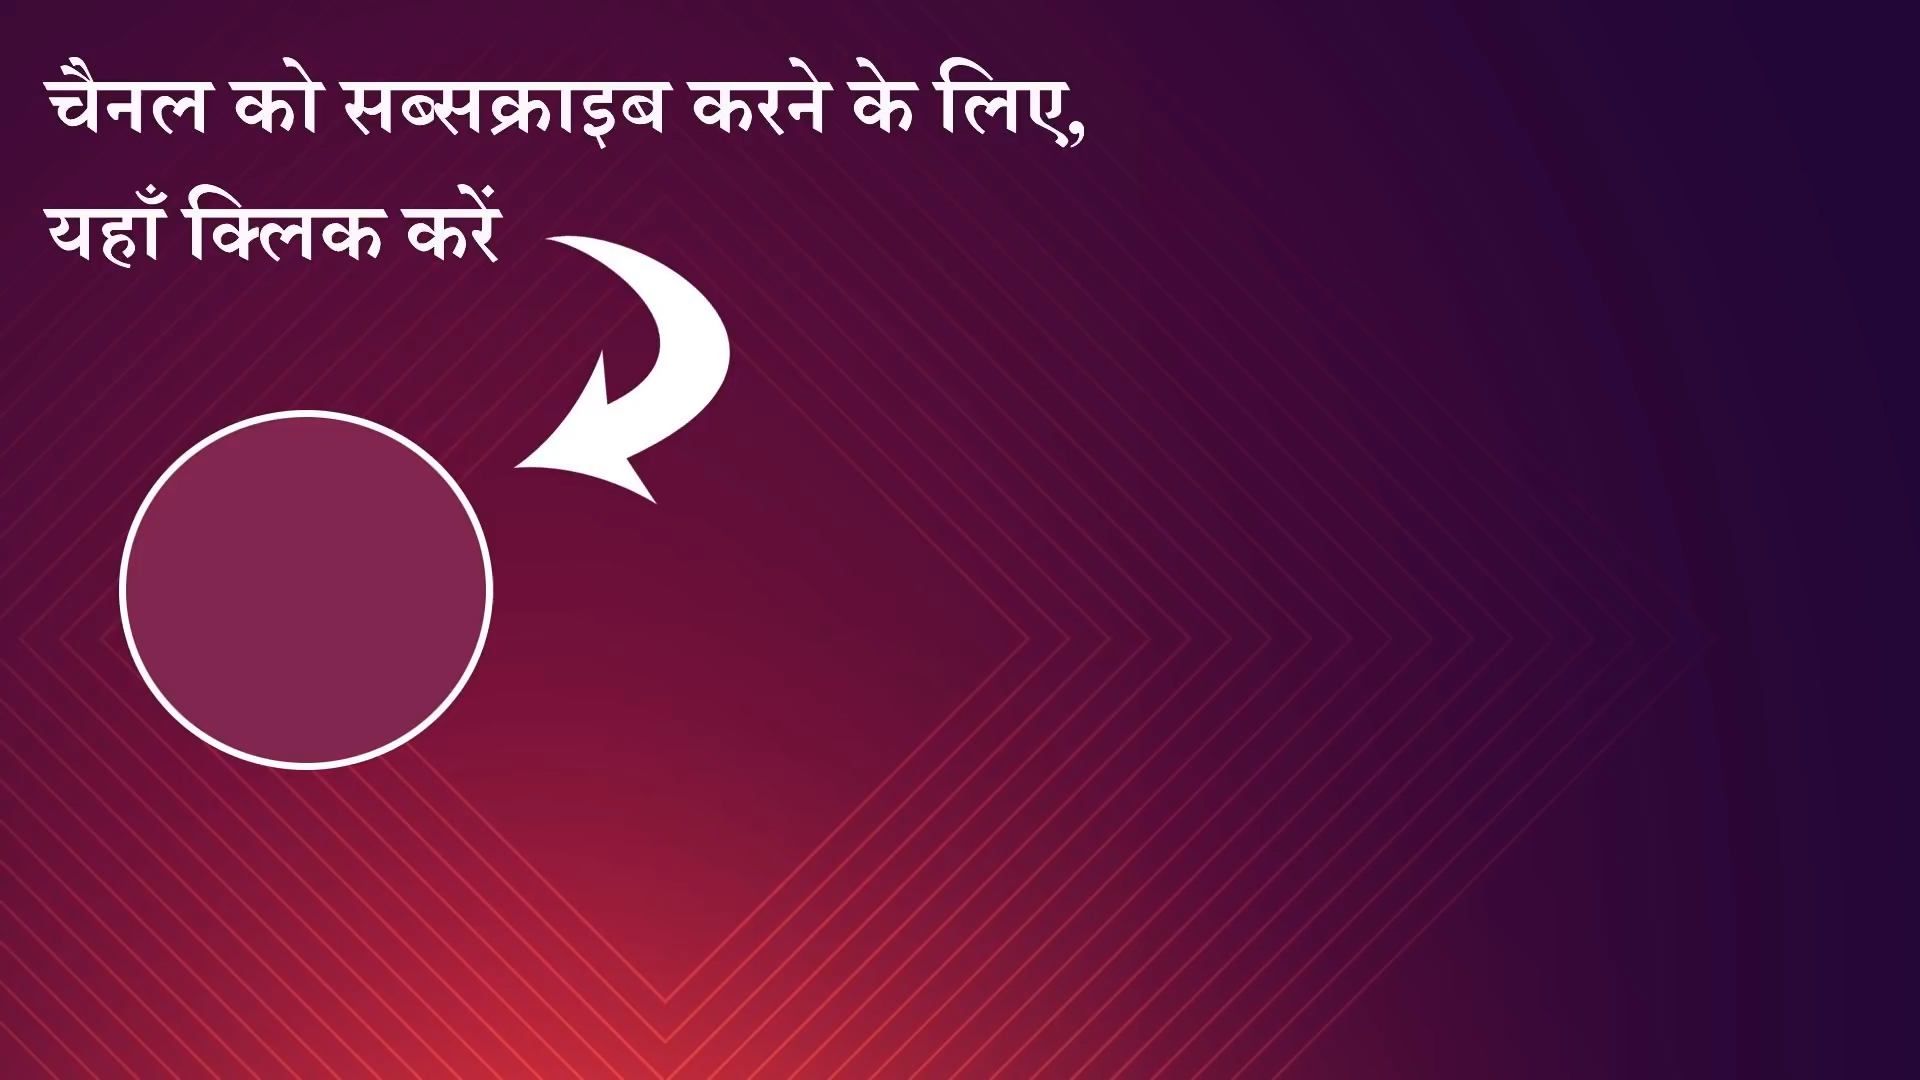 चैनल को सब्सक्राइब करने के लिए,
यहाँ क्लिक करें